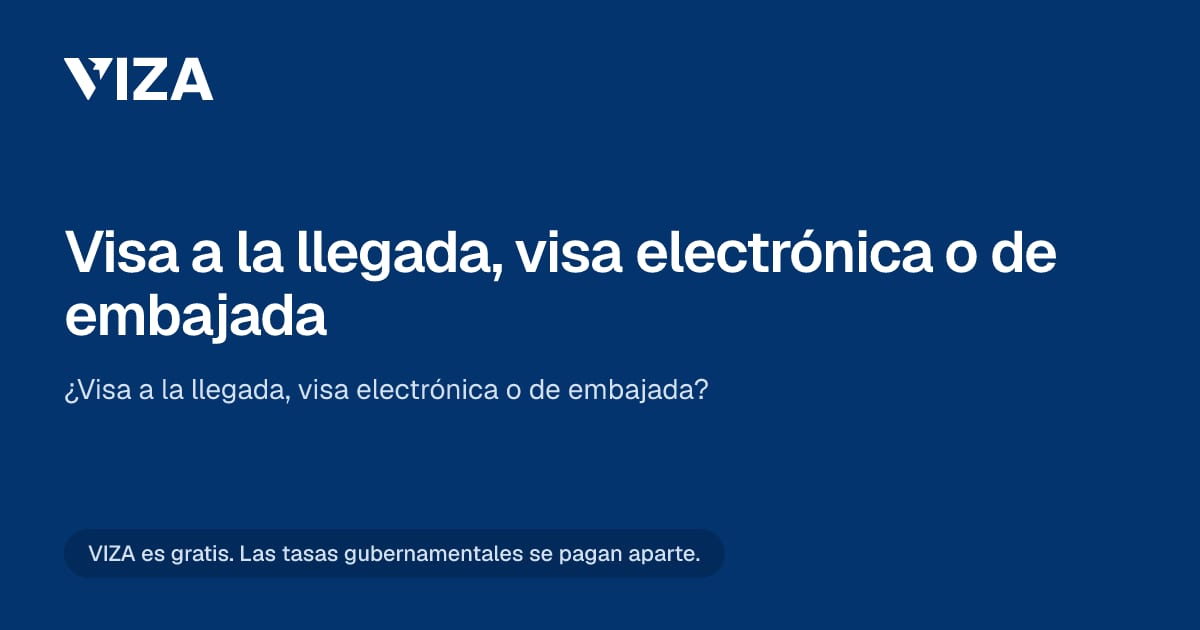 VIZA
Visa a la llegada, visa electrónica o de
embajada
¿Visa a la llegada, visa electrónica o de embajada?
VIZA es gratis. Las tasas gubernamentales se pagan aparte.